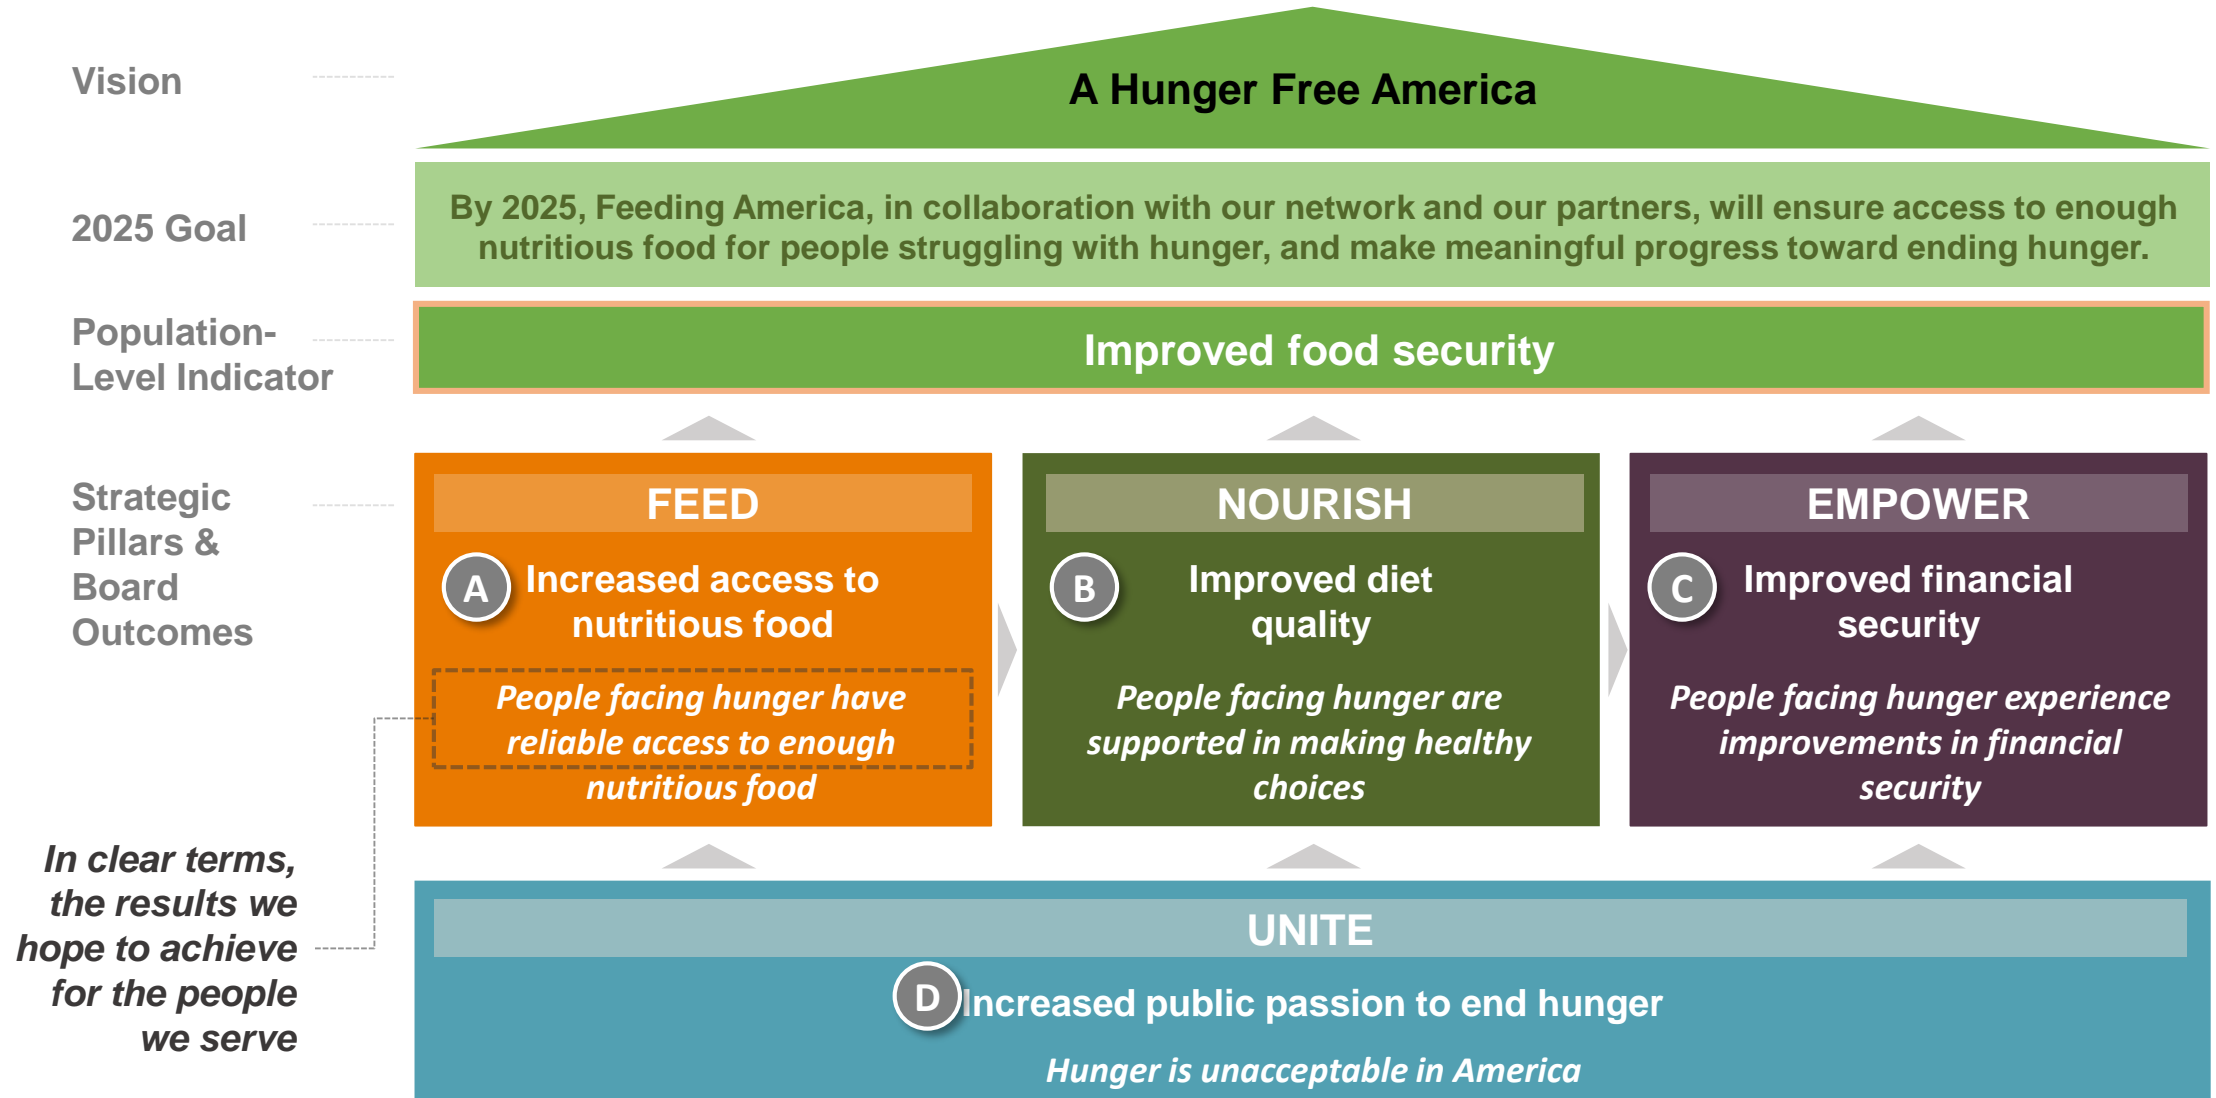 Vision
A Hunger Free America
2025 Goal
By 2025, Feeding America, in collaboration with our network and our partners, will ensure access to enough
nutritious food for people struggling with hunger, and make meaningful progress toward ending hunger.
Population-
Level Indicator
Improved food security
Strategic
Pillars &
Board
Outcomes
FEED
A
Increased access to
nutritious food
People facing hunger have
reliable access to enough
nutritious food
NOURISH
B
Improved diet
quality
People facing hunger are
supported in making healthy
choices
EMPOWER
C
Improved financial
security
People facing hunger experience
improvements in financial
security
In clear terms,
the results we
hope to achieve
for the people
we serve
UNITE
D
Increased public passion to end hunger
Hunger is unacceptable in America